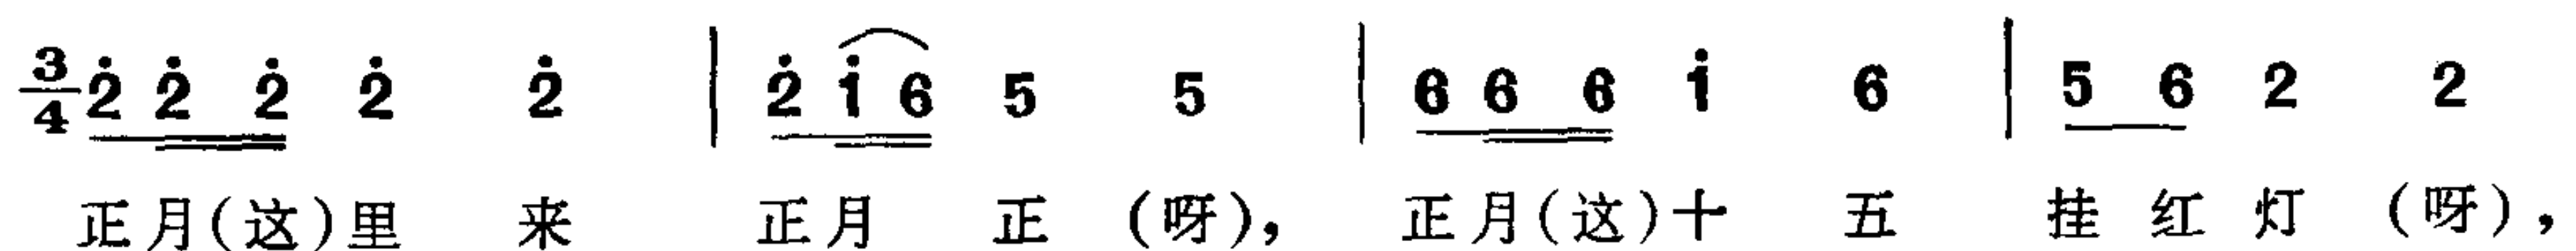 3/4 2̇ 2̇ 2̇ 2̇ 2̇ | 2̇ 1̇ 6 5 5 | 6 6 6 1̇ 6 | 5 6 2 2
正月(这)里 来 正月 正 (呀), 正月(这)十 五 挂 红 灯 (呀),